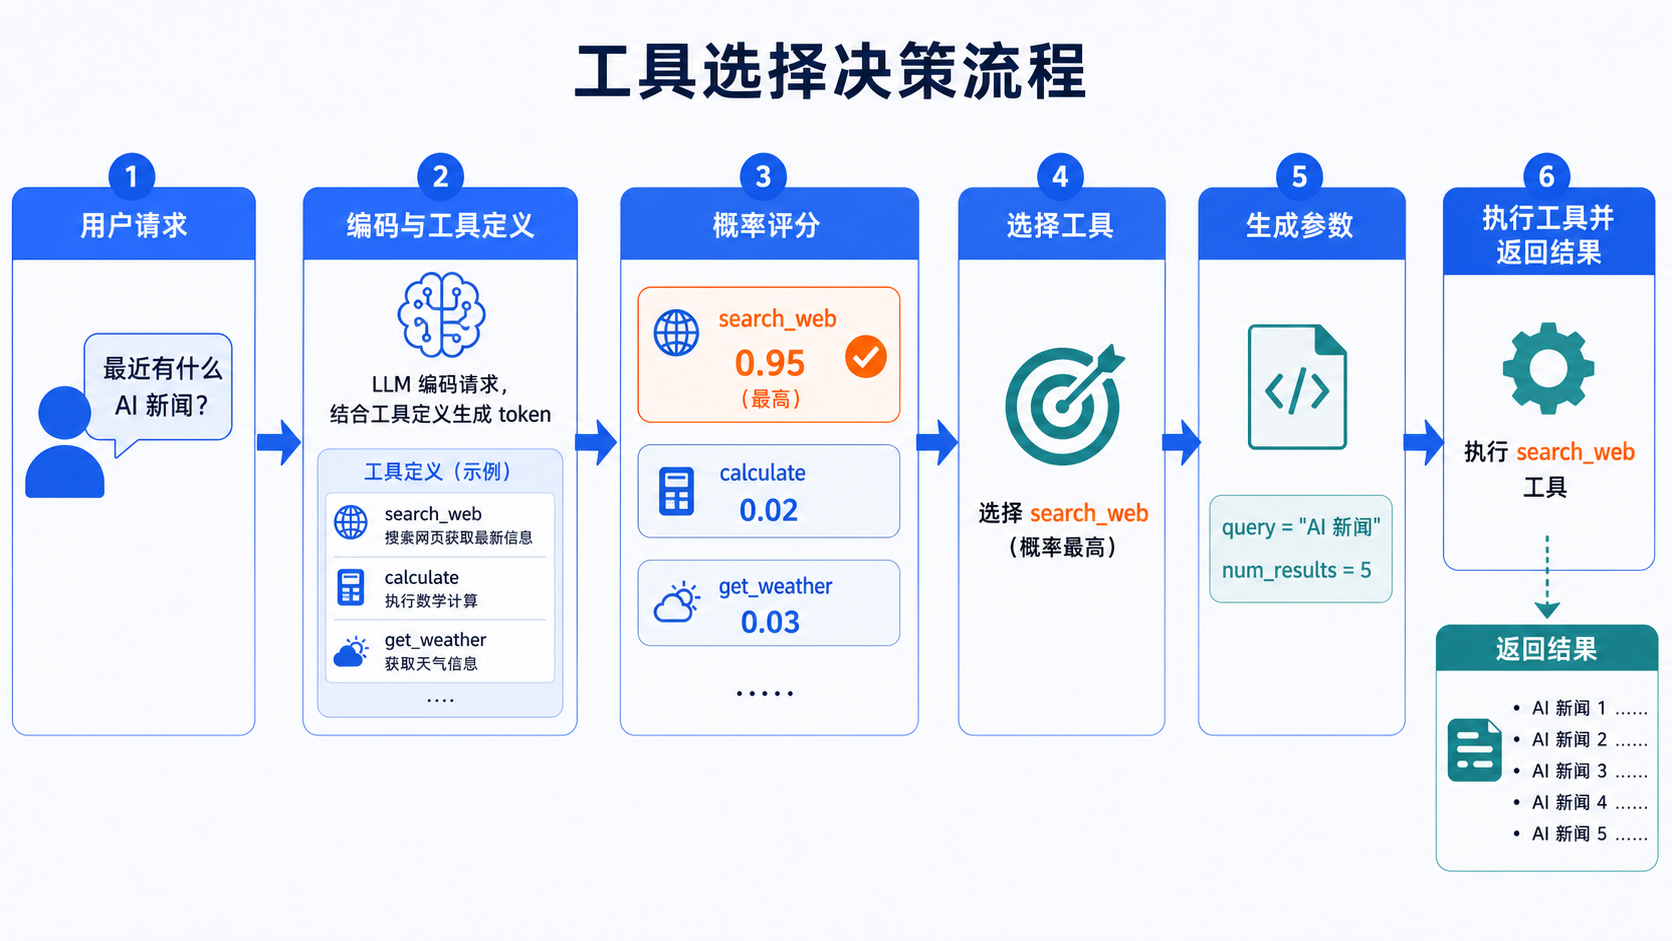 工具选择决策流程
1
用户请求
最近有什么
AI 新闻?
2
编码与工具定义
LLM 编码请求,
结合工具定义生成 token
工具定义（示例）
search_web
搜索网页获取最新信息
calculate
执行数学计算
get_weather
获取天气信息
....
3
概率评分
search_web
0.95
（最高）
calculate
0.02
get_weather
0.03
.....
4
选择工具
选择 search_web
（概率最高）
5
生成参数
query = "AI 新闻"
num_results = 5
6
执行工具并
返回结果
执行 search_web
工具
返回结果
• AI 新闻 1 ......
• AI 新闻 2 ......
• AI 新闻 3 ......
• AI 新闻 4 ......
• AI 新闻 5 ......